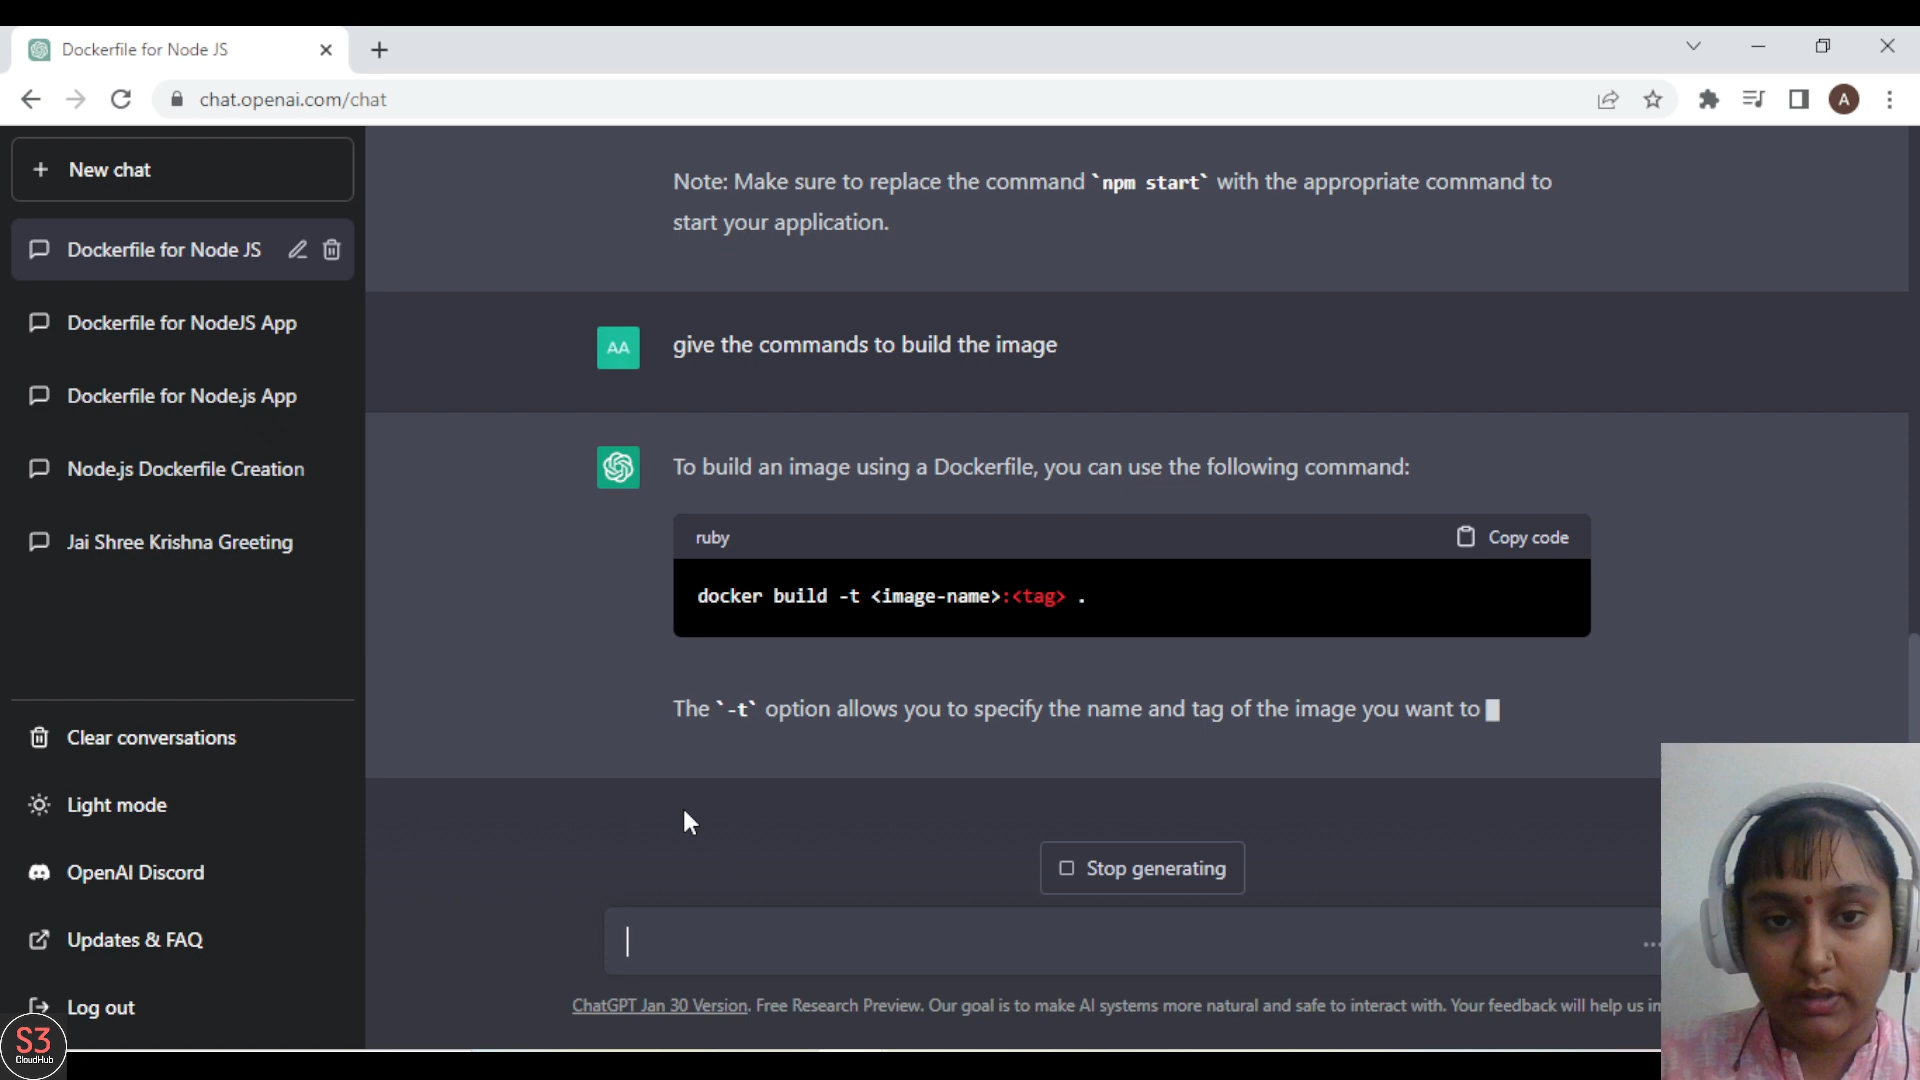 Dockerfile for Node JS
chat.openai.com/chat
A
New chat
Dockerfile for Node JS
Dockerfile for NodeJS App
Dockerfile for Node.js App
Node.js Dockerfile Creation
Jai Shree Krishna Greeting
Clear conversations
Light mode
OpenAI Discord
Updates & FAQ
Log out
S3
CloudHub
Note: Make sure to replace the command `npm start` with the appropriate command to
start your application.
AA
give the commands to build the image
To build an image using a Dockerfile, you can use the following command:
ruby
Copy code
docker build -t <image-name>:<tag> .
The `-t` option allows you to specify the name and tag of the image you want to
Stop generating
ChatGPT Jan 30 Version. Free Research Preview. Our goal is to make AI systems more natural and safe to interact with. Your feedback will help us